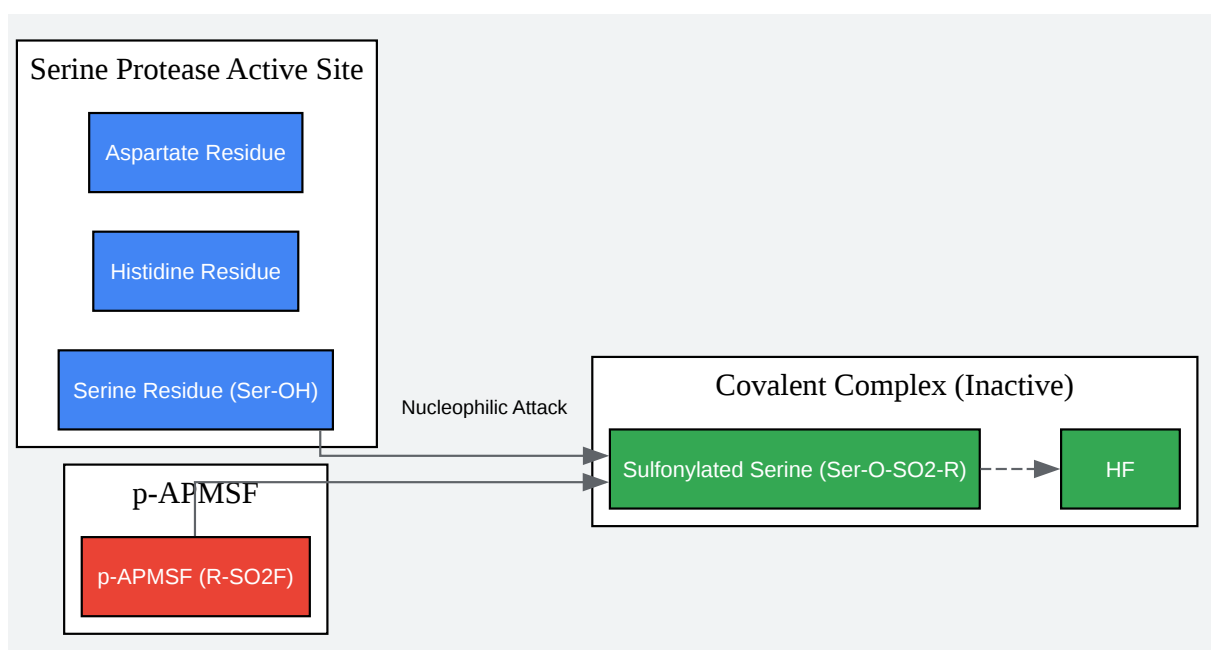 Serine Protease Active Site
Aspartate Residue
Histidine Residue
Serine Residue (Ser-OH)
Nucleophilic Attack
p-APMSF
p-APMSF (R-SO2F)
Covalent Complex (Inactive)
Sulfonylated Serine (Ser-O-SO2-R)
HF